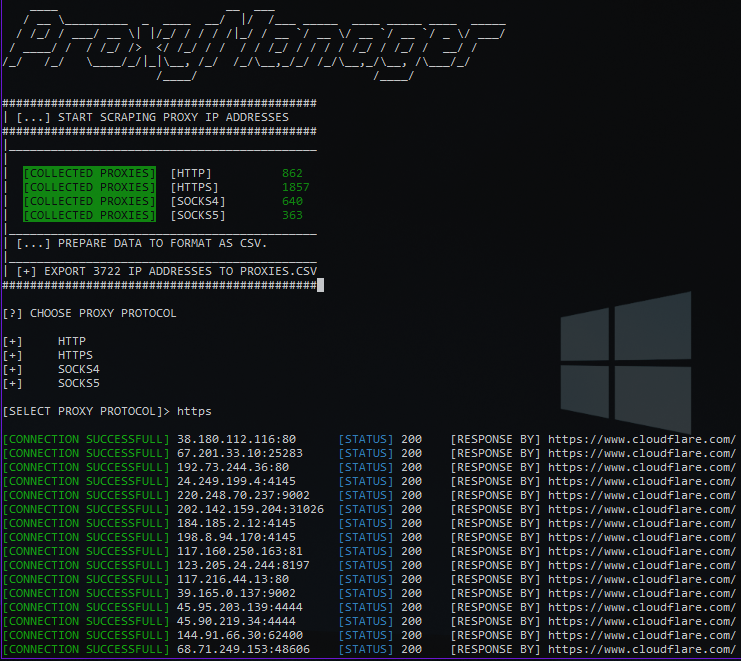 ###########################################
| [...] START SCRAPING PROXY IP ADDRESSES
###########################################
| [COLLECTED PROXIES] [HTTP] 862
| [COLLECTED PROXIES] [HTTPS] 1857
| [COLLECTED PROXIES] [SOCKS4] 640
| [COLLECTED PROXIES] [SOCKS5] 363
| [...] PREPARE DATA TO FORMAT AS CSV.
| [+] EXPORT 3722 IP ADDRESSES TO PROXIES.CSV
###########################################
[?] CHOOSE PROXY PROTOCOL
[+] HTTP
[+] HTTPS
[+] SOCKS4
[+] SOCKS5
[SELECT PROXY PROTOCOL]> https
[CONNECTION SUCCESSFULL] 38.180.112.116:80 [STATUS] 200 [RESPONSE BY] https://www.cloudflare.com/
[CONNECTION SUCCESSFULL] 67.201.33.10:25283 [STATUS] 200 [RESPONSE BY] https://www.cloudflare.com/
[CONNECTION SUCCESSFULL] 192.73.244.36:80 [STATUS] 200 [RESPONSE BY] https://www.cloudflare.com/
[CONNECTION SUCCESSFULL] 24.249.199.4:4145 [STATUS] 200 [RESPONSE BY] https://www.cloudflare.com/
[CONNECTION SUCCESSFULL] 220.248.70.237:9002 [STATUS] 200 [RESPONSE BY] https://www.cloudflare.com/
[CONNECTION SUCCESSFULL] 202.142.159.204:31026 [STATUS] 200 [RESPONSE BY] https://www.cloudflare.com/
[CONNECTION SUCCESSFULL] 184.185.2.12:4145 [STATUS] 200 [RESPONSE BY] https://www.cloudflare.com/
[CONNECTION SUCCESSFULL] 198.8.94.170:4145 [STATUS] 200 [RESPONSE BY] https://www.cloudflare.com/
[CONNECTION SUCCESSFULL] 117.160.250.163:81 [STATUS] 200 [RESPONSE BY] https://www.cloudflare.com/
[CONNECTION SUCCESSFULL] 123.205.24.244:8197 [STATUS] 200 [RESPONSE BY] https://www.cloudflare.com/
[CONNECTION SUCCESSFULL] 117.216.44.13:80 [STATUS] 200 [RESPONSE BY] https://www.cloudflare.com/
[CONNECTION SUCCESSFULL] 39.165.0.137:9002 [STATUS] 200 [RESPONSE BY] https://www.cloudflare.com/
[CONNECTION SUCCESSFULL] 45.95.203.139:4444 [STATUS] 200 [RESPONSE BY] https://www.cloudflare.com/
[CONNECTION SUCCESSFULL] 45.90.219.34:4444 [STATUS] 200 [RESPONSE BY] https://www.cloudflare.com/
[CONNECTION SUCCESSFULL] 144.91.66.30:62400 [STATUS] 200 [RESPONSE BY] https://www.cloudflare.com/
[CONNECTION SUCCESSFULL] 68.71.249.153:48606 [STATUS] 200 [RESPONSE BY] https://www.cloudflare.com/